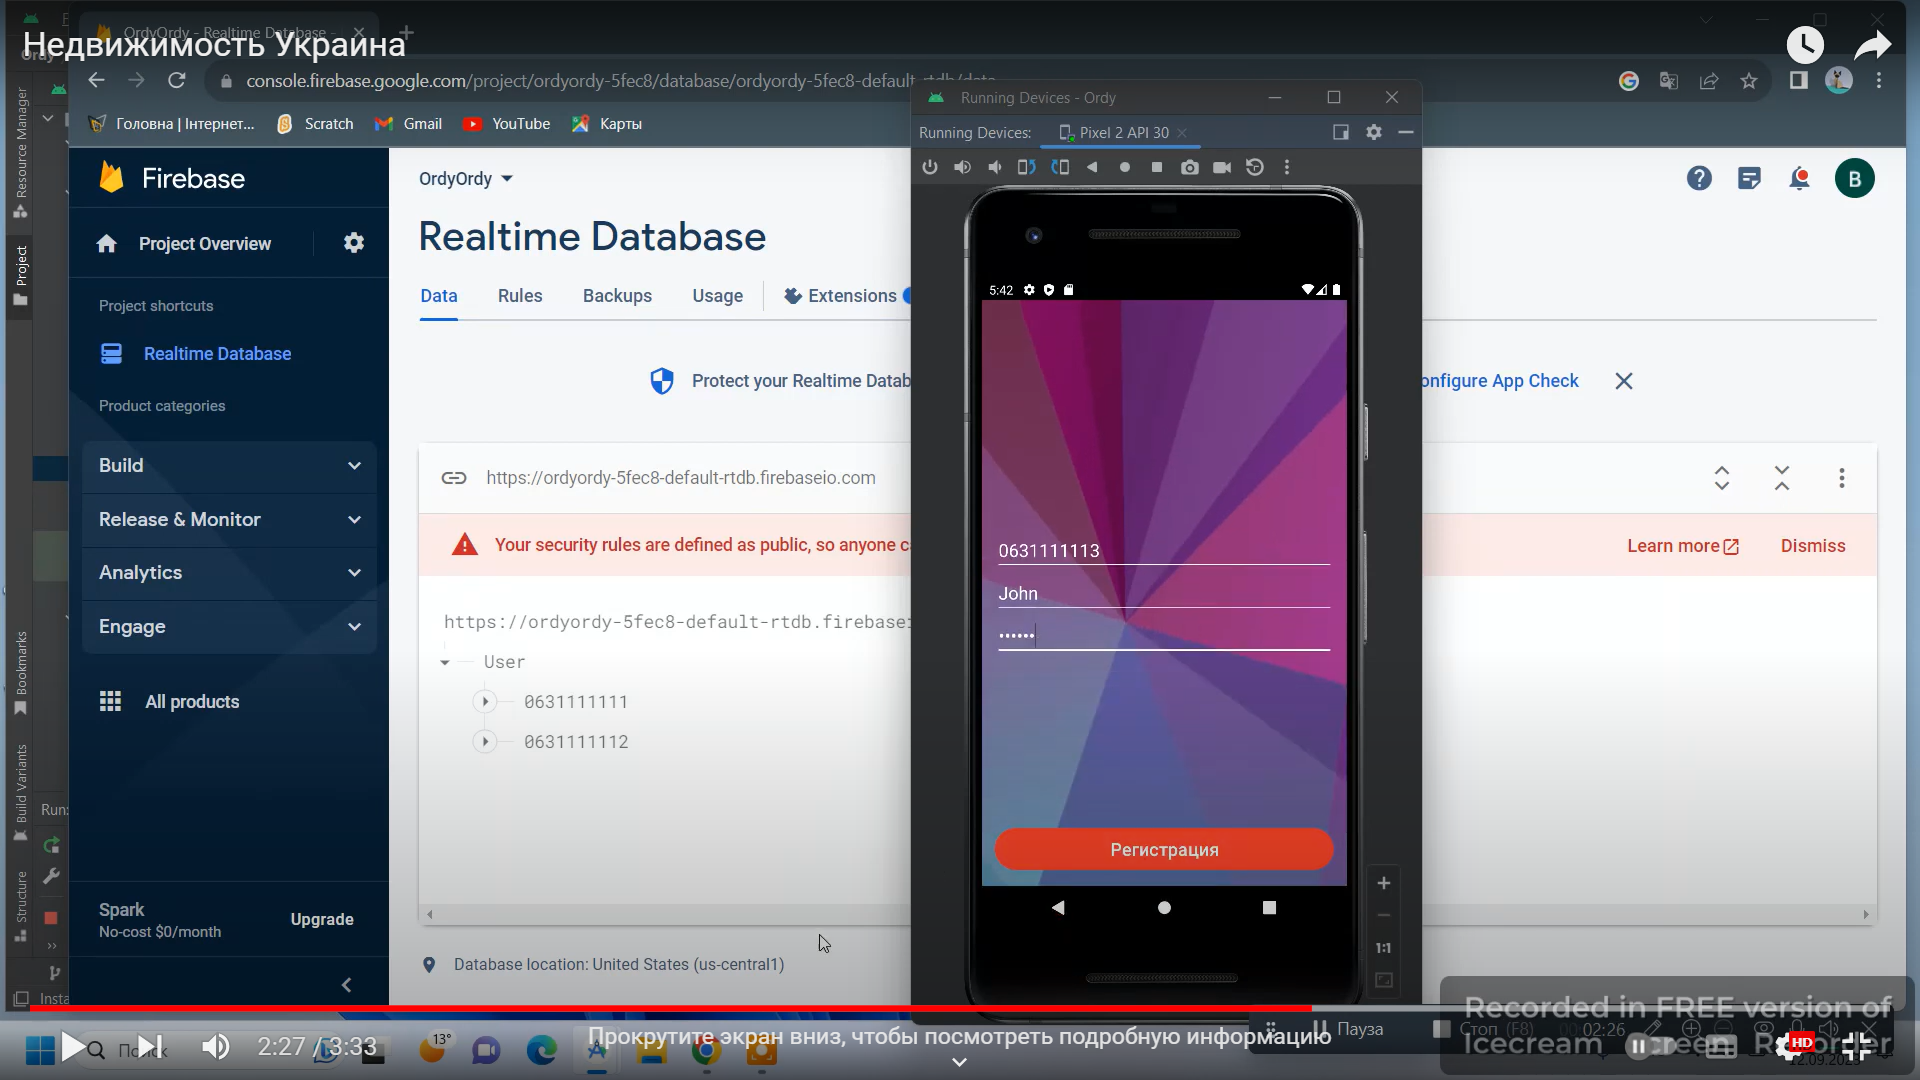 OrdyOrdy - Realtime Database -
Недвижимость Украина
console.firebase.google.com/project/ordyordy-5fec8/database/ordyordy-5fec8-default-rtdb/data
Головна | Інтернет...
Scratch
Gmail
YouTube
Карты
Resource Manager
Project
Bookmarks
Build Variants
Structure
Run:
Firebase
Project Overview
Project shortcuts
Realtime Database
Product categories
Build
Release & Monitor
Analytics
Engage
All products
Spark
No-cost $0/month
Upgrade
OrdyOrdy
Realtime Database
Data
Rules
Backups
Usage
Extensions
Protect your Realtime Datab
onfigure App Check
https://ordyordy-5fec8-default-rtdb.firebaseio.com
Your security rules are defined as public, so anyone c
Learn more
Dismiss
https://ordyordy-5fec8-default-rtdb.firebase
User
0631111111
0631111112
Database location: United States (us-central1)
Running Devices - Ordy
Running Devices:
Pixel 2 API 30
5:42
0631111113
John
••••••
Регистрация
1:1
B
Insta
Recorded in FREE version of
Icecream Screen Recorder
Пауза
Стоп (F8)
00:02:26
2:27 / 3:33
13°
Прокрутите экран вниз, чтобы посмотреть подробную информацию
HD